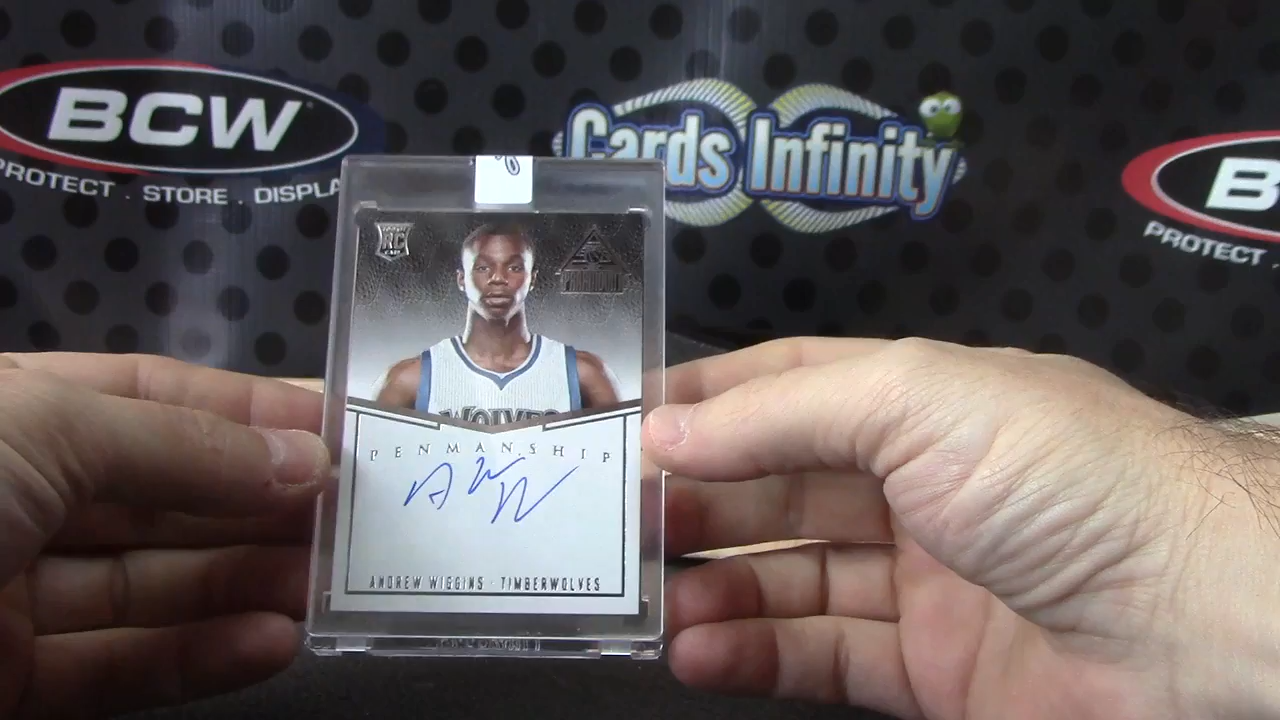 BCW
PROTECT . STORE . DISPLA
Cards Infinity
B
PROTECT
RC
WOLVES
PENMANSHIP
ANDREW WIGGINS · TIMBERWOLVES